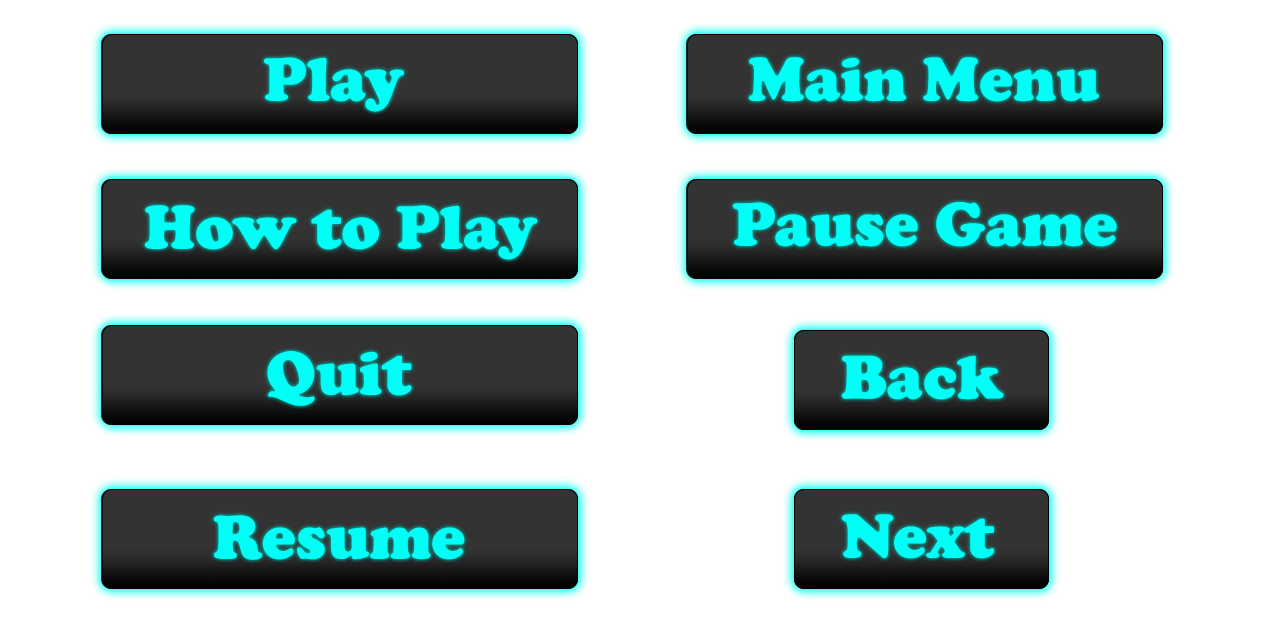 Play
Main Menu
How to Play
Pause Game
Quit
Back
Resume
Next